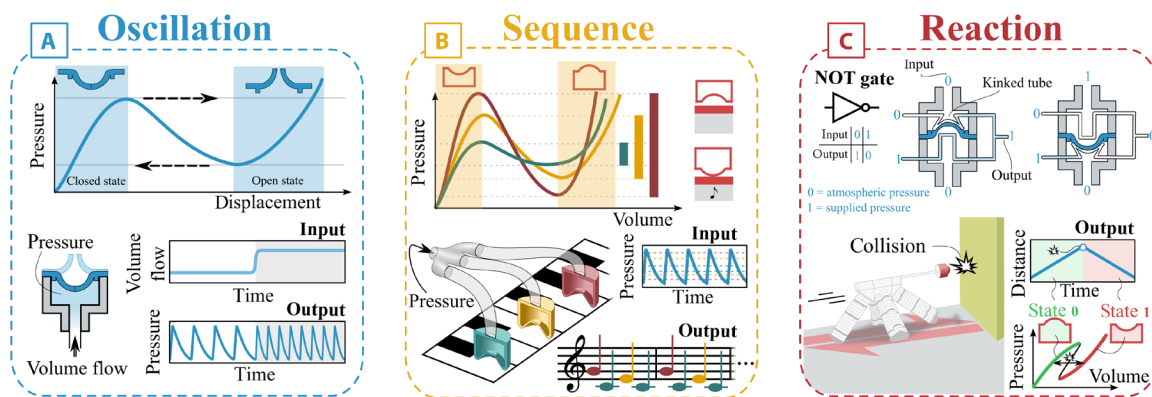 A Oscillation
Pressure
Closed state
Open state
Displacement
Pressure
Volume flow
Input
Volume
flow
Time
Output
Pressure
Time
B Sequence
Pressure
Volume
Pressure
Input
Pressure
Time
Output
C Reaction
NOT gate
Input 0 1
Output 1 0
Input
0
Kinked tube
0
1
1
Output
0
1
0
1
0
0 = atmospheric pressure
1 = supplied pressure
Collision
Output
Distance
Time
State 0
State 1
Pressure
Volume